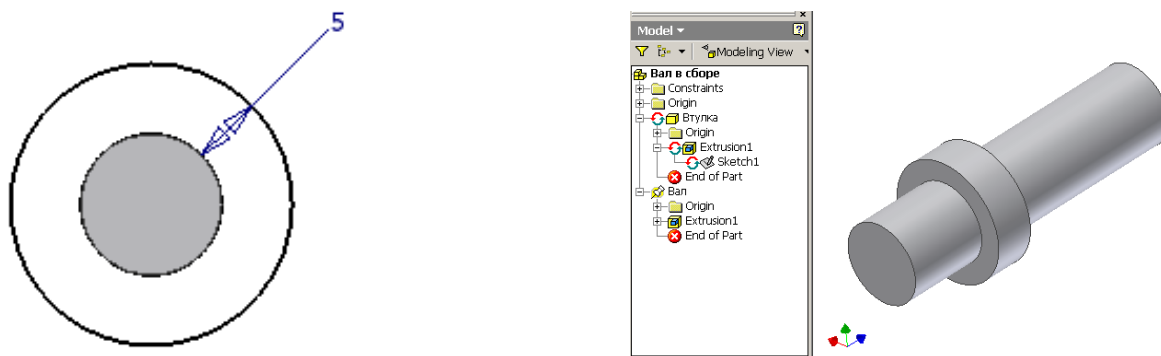 5
Model
Modeling View
Вал в сборе
Constraints
Origin
Втулка
Origin
Extrusion1
Sketch1
End of Part
Вал
Origin
Extrusion1
End of Part